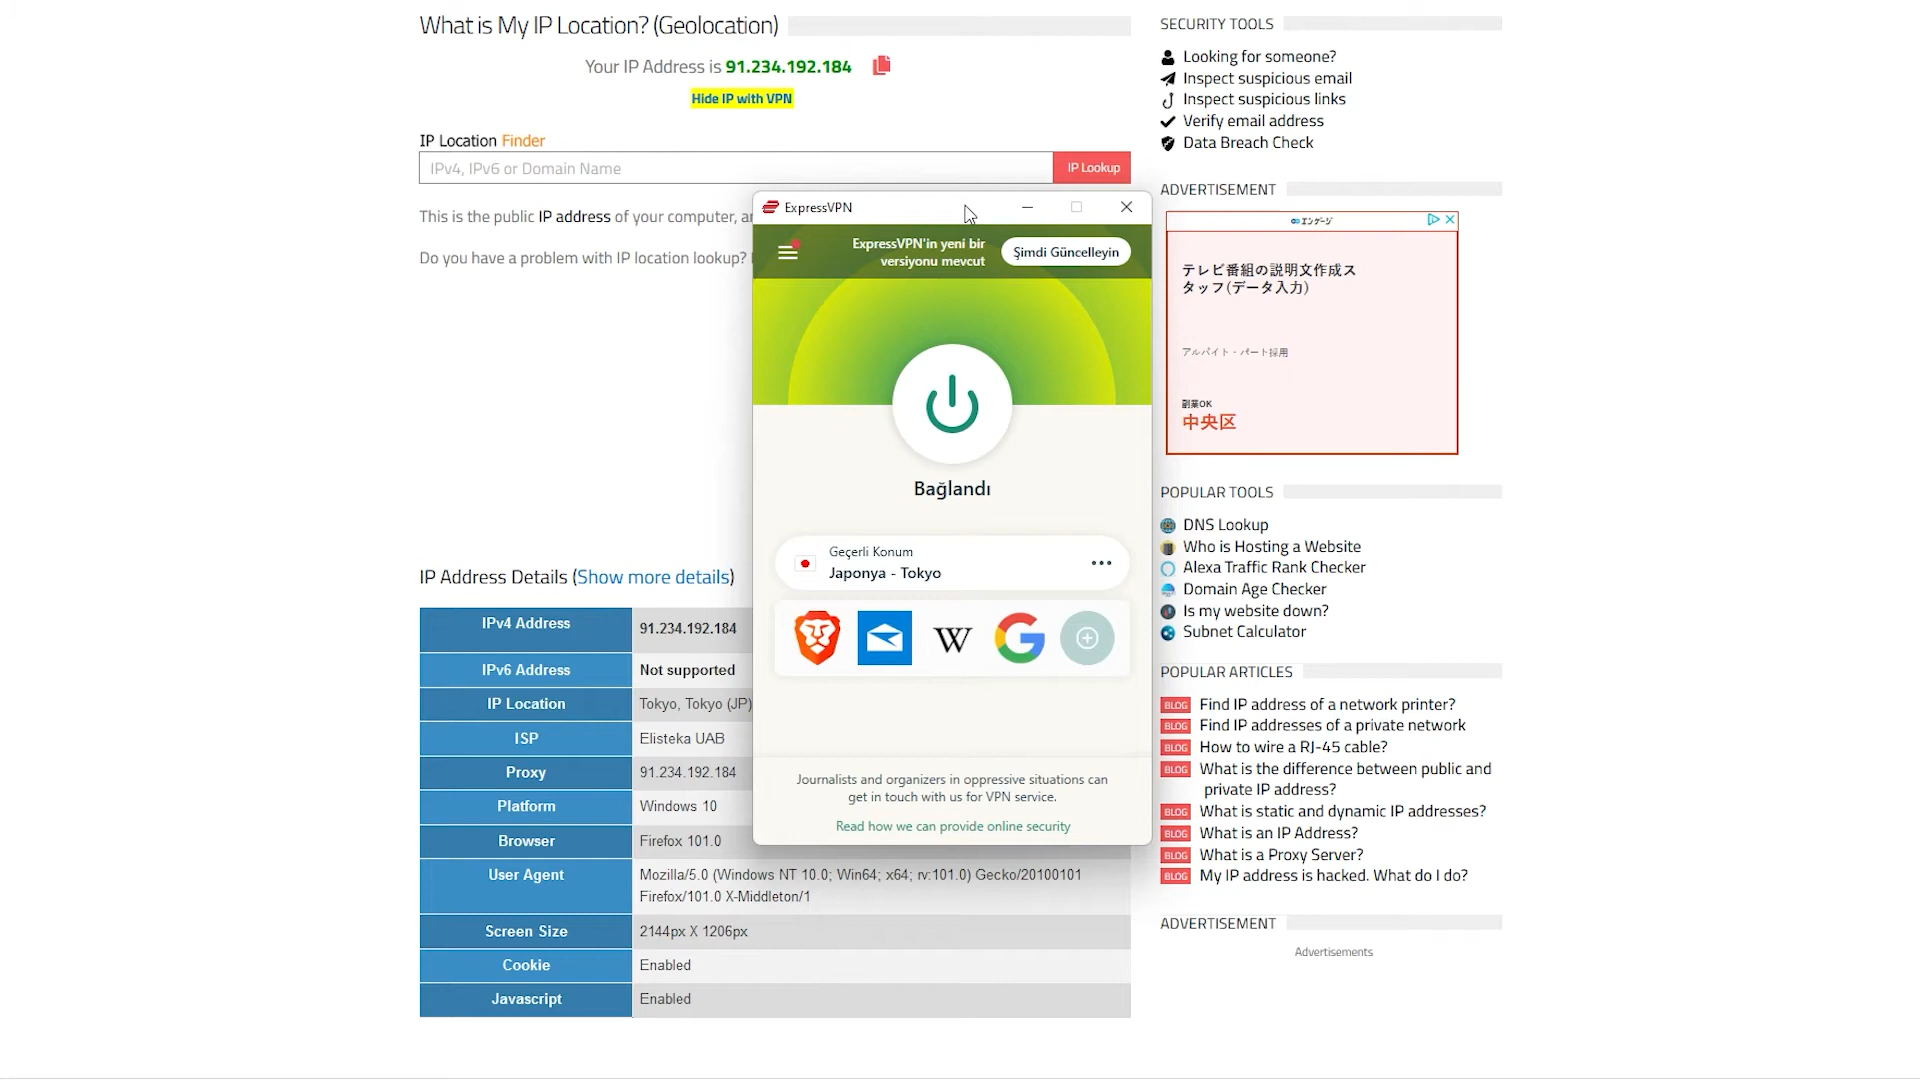 What is My IP Location? (Geolocation)
Your IP Address is 91.234.192.184
Hide IP with VPN
IP Location Finder
IPv4, IPv6 or Domain Name
IP Lookup
This is the public IP address of your computer,
Do you have a problem with IP location lookup?
IP Address Details (Show more details)
IPv4 Address
91.234.192.184
IPv6 Address
Not supported
IP Location
Tokyo, Tokyo (JP)
ISP
Elisteka UAB
Proxy
91.234.192.184
Platform
Windows 10
Browser
Firefox 101.0
User Agent
Mozilla/5.0 (Windows NT 10.0; Win64; x64; rv:101.0) Gecko/20100101
Firefox/101.0 X-Middleton/1
Screen Size
2144px X 1206px
Cookie
Enabled
Javascript
Enabled
ExpressVPN
ExpressVPN'in yeni bir
versiyonu mevcut
Şimdi Güncelleyin
Bağlandı
Geçerli Konum
Japonya - Tokyo
W
Journalists and organizers in oppressive situations can
get in touch with us for VPN service.
Read how we can provide online security
SECURITY TOOLS
Looking for someone?
Inspect suspicious email
Inspect suspicious links
Verify email address
Data Breach Check
ADVERTISEMENT
エンゲージ
テレビ番組の説明文作成ス
タッフ(データ入力)
アルバイト・パート採用
副業OK
中央区
POPULAR TOOLS
DNS Lookup
Who is Hosting a Website
Alexa Traffic Rank Checker
Domain Age Checker
Is my website down?
Subnet Calculator
POPULAR ARTICLES
BLOG Find IP address of a network printer?
BLOG Find IP addresses of a private network
BLOG How to wire a RJ-45 cable?
BLOG What is the difference between public and
private IP address?
BLOG What is static and dynamic IP addresses?
BLOG What is an IP Address?
BLOG What is a Proxy Server?
BLOG My IP address is hacked. What do I do?
ADVERTISEMENT
Advertisements